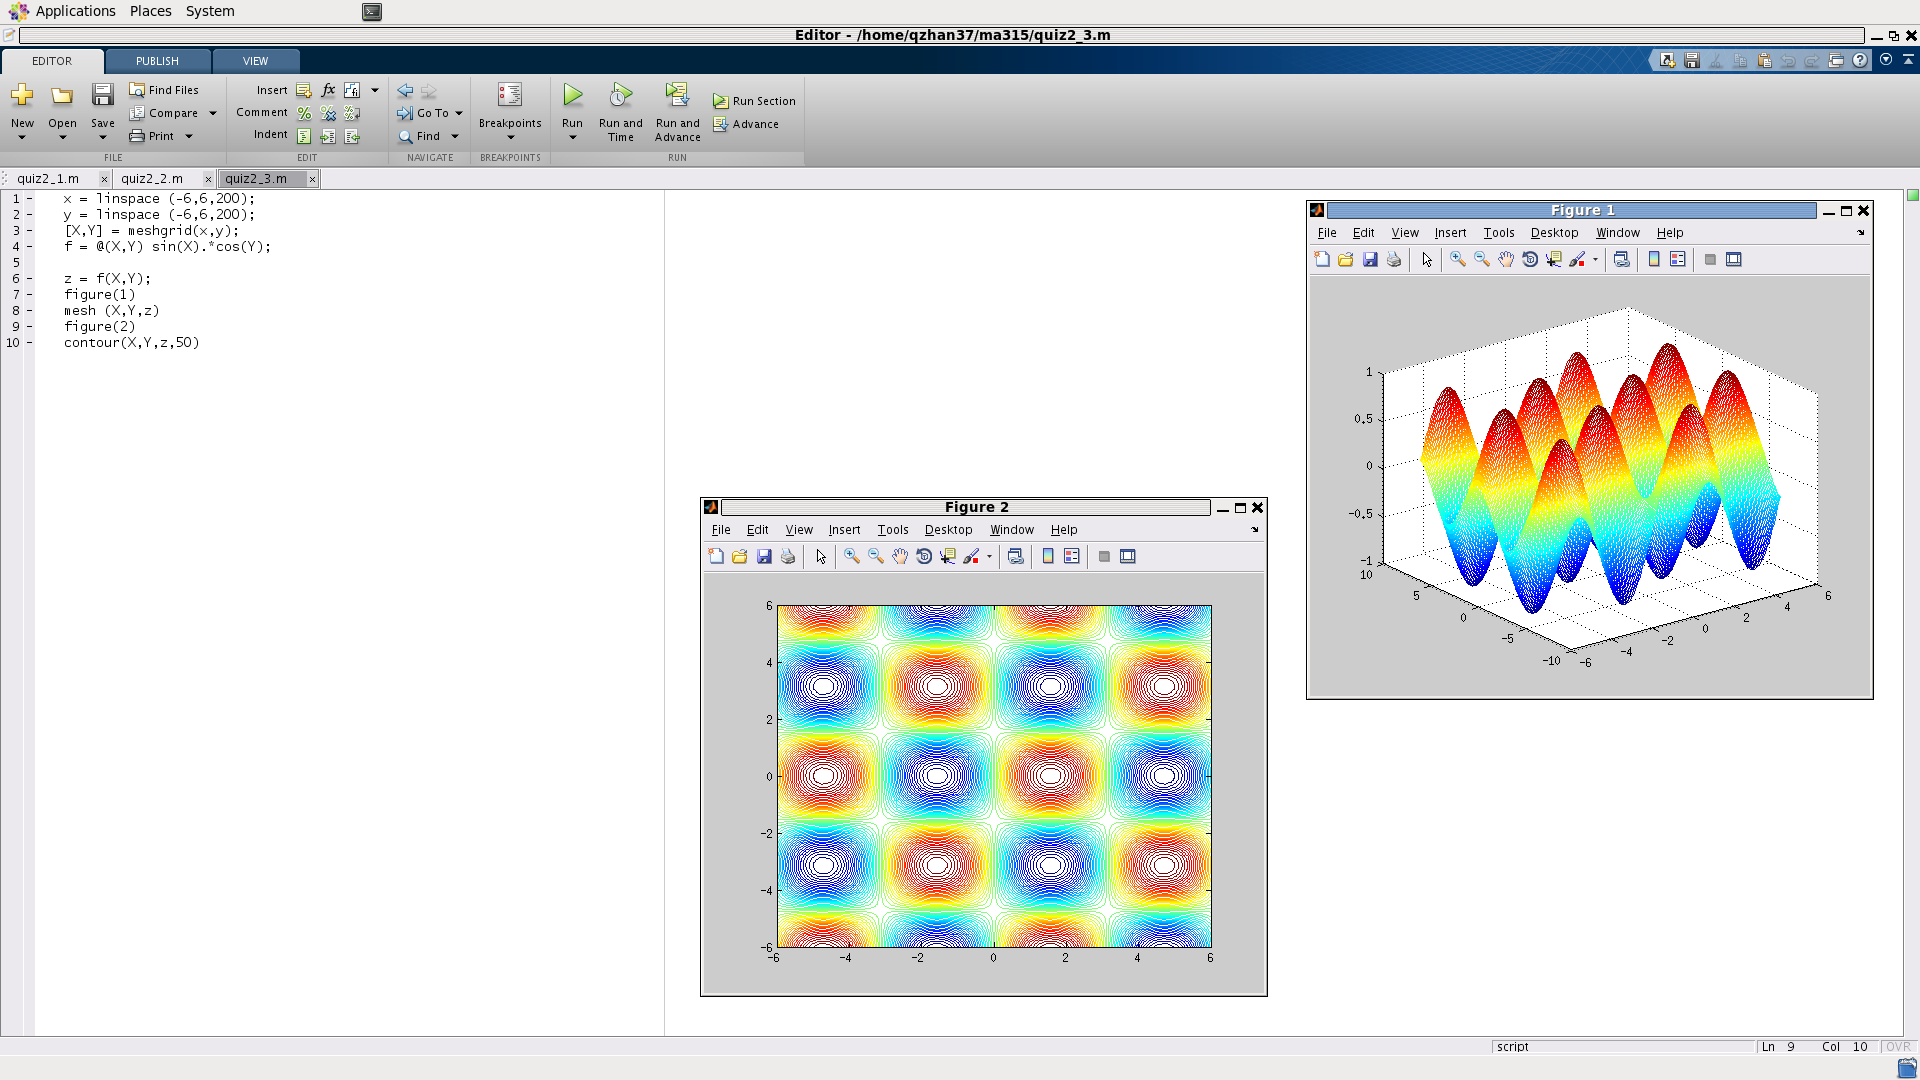 Applications Places System
Editor - /home/qzhan37/ma315/quiz2_3.m
EDITOR PUBLISH VIEW
New
Open
Save
Find Files
Compare
Print
FILE
Insert
Comment
Indent
EDIT
Go To
Find
NAVIGATE
Breakpoints
BREAKPOINTS
Run
Run and Time
Run and Advance
Run Section
Advance
RUN
quiz2_1.m quiz2_2.m quiz2_3.m
1 - x = linspace (-6,6,200);
2 - y = linspace (-6,6,200);
3 - [X,Y] = meshgrid(x,y);
4 - f = @(X,Y) sin(X).*cos(Y);
5
6 - z = f(X,Y);
7 - figure(1)
8 - mesh (X,Y,z)
9 - figure(2)
10 - contour(X,Y,z,50)
Figure 1
File Edit View Insert Tools Desktop Window Help
1
0.5
0
-0.5
-1
10
5
0
-5
-10
-6
-4
-2
0
2
4
6
Figure 2
File Edit View Insert Tools Desktop Window Help
6
4
2
0
-2
-4
-6
-6 -4 -2 0 2 4 6
script Ln 9 Col 10 OVR